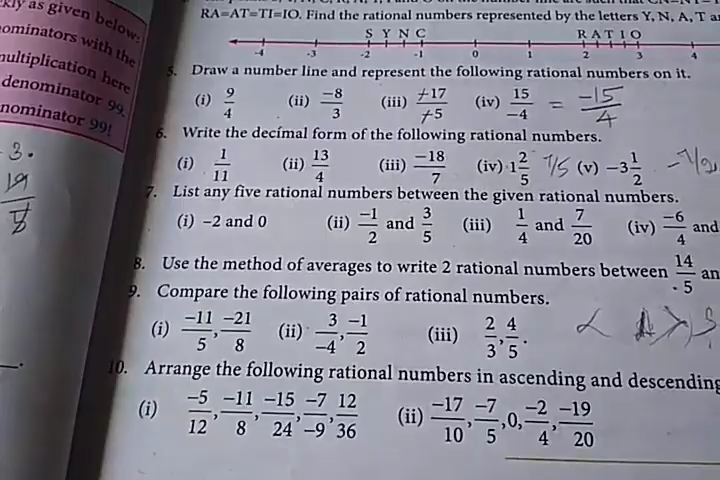 kly as given below:
ominators with the
multiplication here
denominator 99.
nominator 99!
RA=AT=TI=IO. Find the rational numbers represented by the letters Y, N, A, T
S Y N C R A T I O
-4 -3 -2 -1 0 1 2 3 4
5. Draw a number line and represent the following rational numbers on it.
(i) 9/4 (ii) -8/3 (iii) -17/-5 (iv) 15/-4 = -15/4
6. Write the decimal form of the following rational numbers.
(i) 1/11 (ii) 13/4 (iii) -18/7 (iv) 1 2/5 7/5 (v) -3 1/2
7. List any five rational numbers between the given rational numbers.
(i) -2 and 0 (ii) -1/2 and 3/5 (iii) 1/4 and 7/20 (iv) -6/4 and
8. Use the method of averages to write 2 rational numbers between 14/5 an
9. Compare the following pairs of rational numbers.
(i) -11/5, -21/8 (ii) 3/-4, -1/2 (iii) 2/3, 4/5.
10. Arrange the following rational numbers in ascending and descending
(i) -5/12, -11/8, -15/24, -7/-9, 12/36 (ii) -17/10, -7/5, 0, -2/4, -19/20